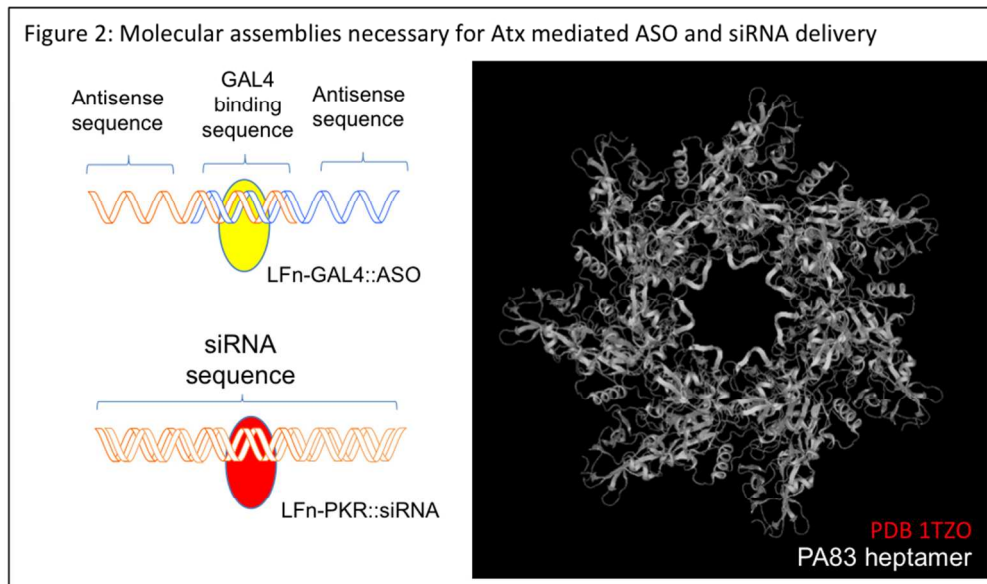 Figure 2: Molecular assemblies necessary for Atx mediated ASO and siRNA delivery
Antisense
sequence
GAL4
binding
sequence
Antisense
sequence
LFn-GAL4::ASO
siRNA
sequence
LFn-PKR::siRNA
PDB 1TZO
PA83 heptamer